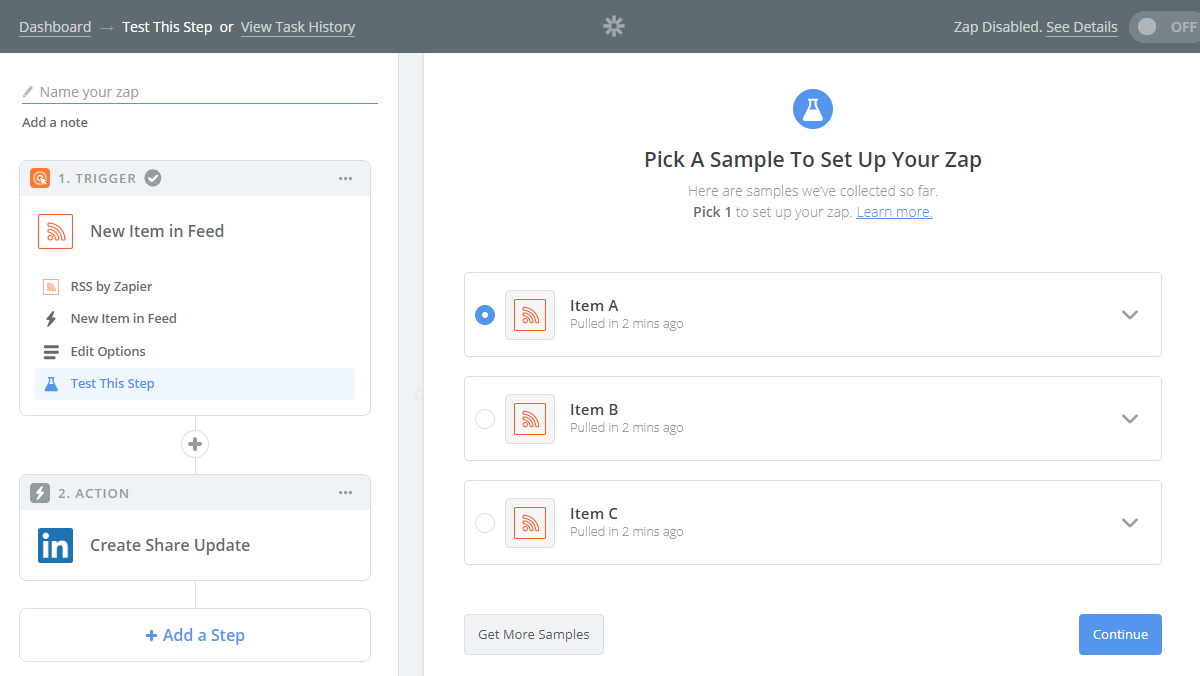 Dashboard → Test This Step or View Task History
Zap Disabled. See Details
OFF
Name your zap
Add a note
1. TRIGGER
New Item in Feed
RSS by Zapier
New Item in Feed
Edit Options
Test This Step
2. ACTION
in
Create Share Update
+ Add a Step
Pick A Sample To Set Up Your Zap
Here are samples we've collected so far.
Pick 1 to set up your zap. Learn more.
Item A
Pulled in 2 mins ago
Item B
Pulled in 2 mins ago
Item C
Pulled in 2 mins ago
Get More Samples
Continue